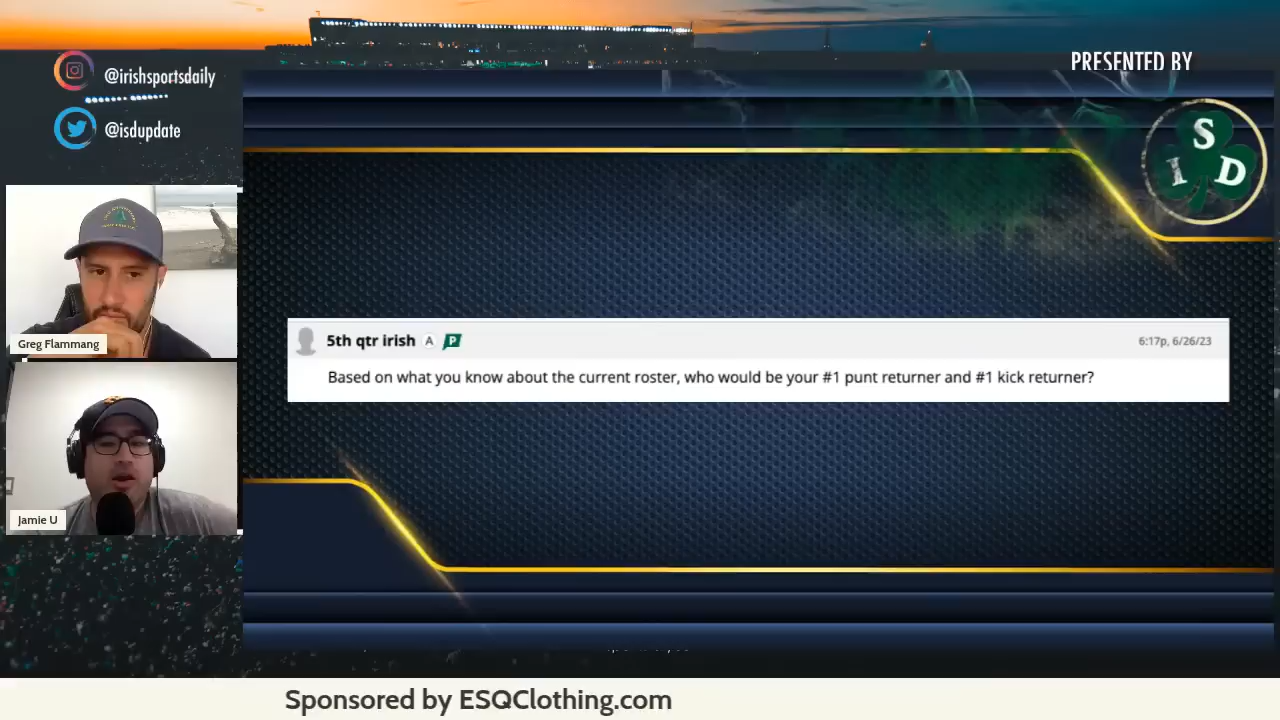 @irishsportsdaily
@isdupdate
PRESENTED BY
I S D
Greg Flammang
Jamie U
5th qtr irish A P
6:17p, 6/26/23
Based on what you know about the current roster, who would be your #1 punt returner and #1 kick returner?
Sponsored by ESQClothing.com